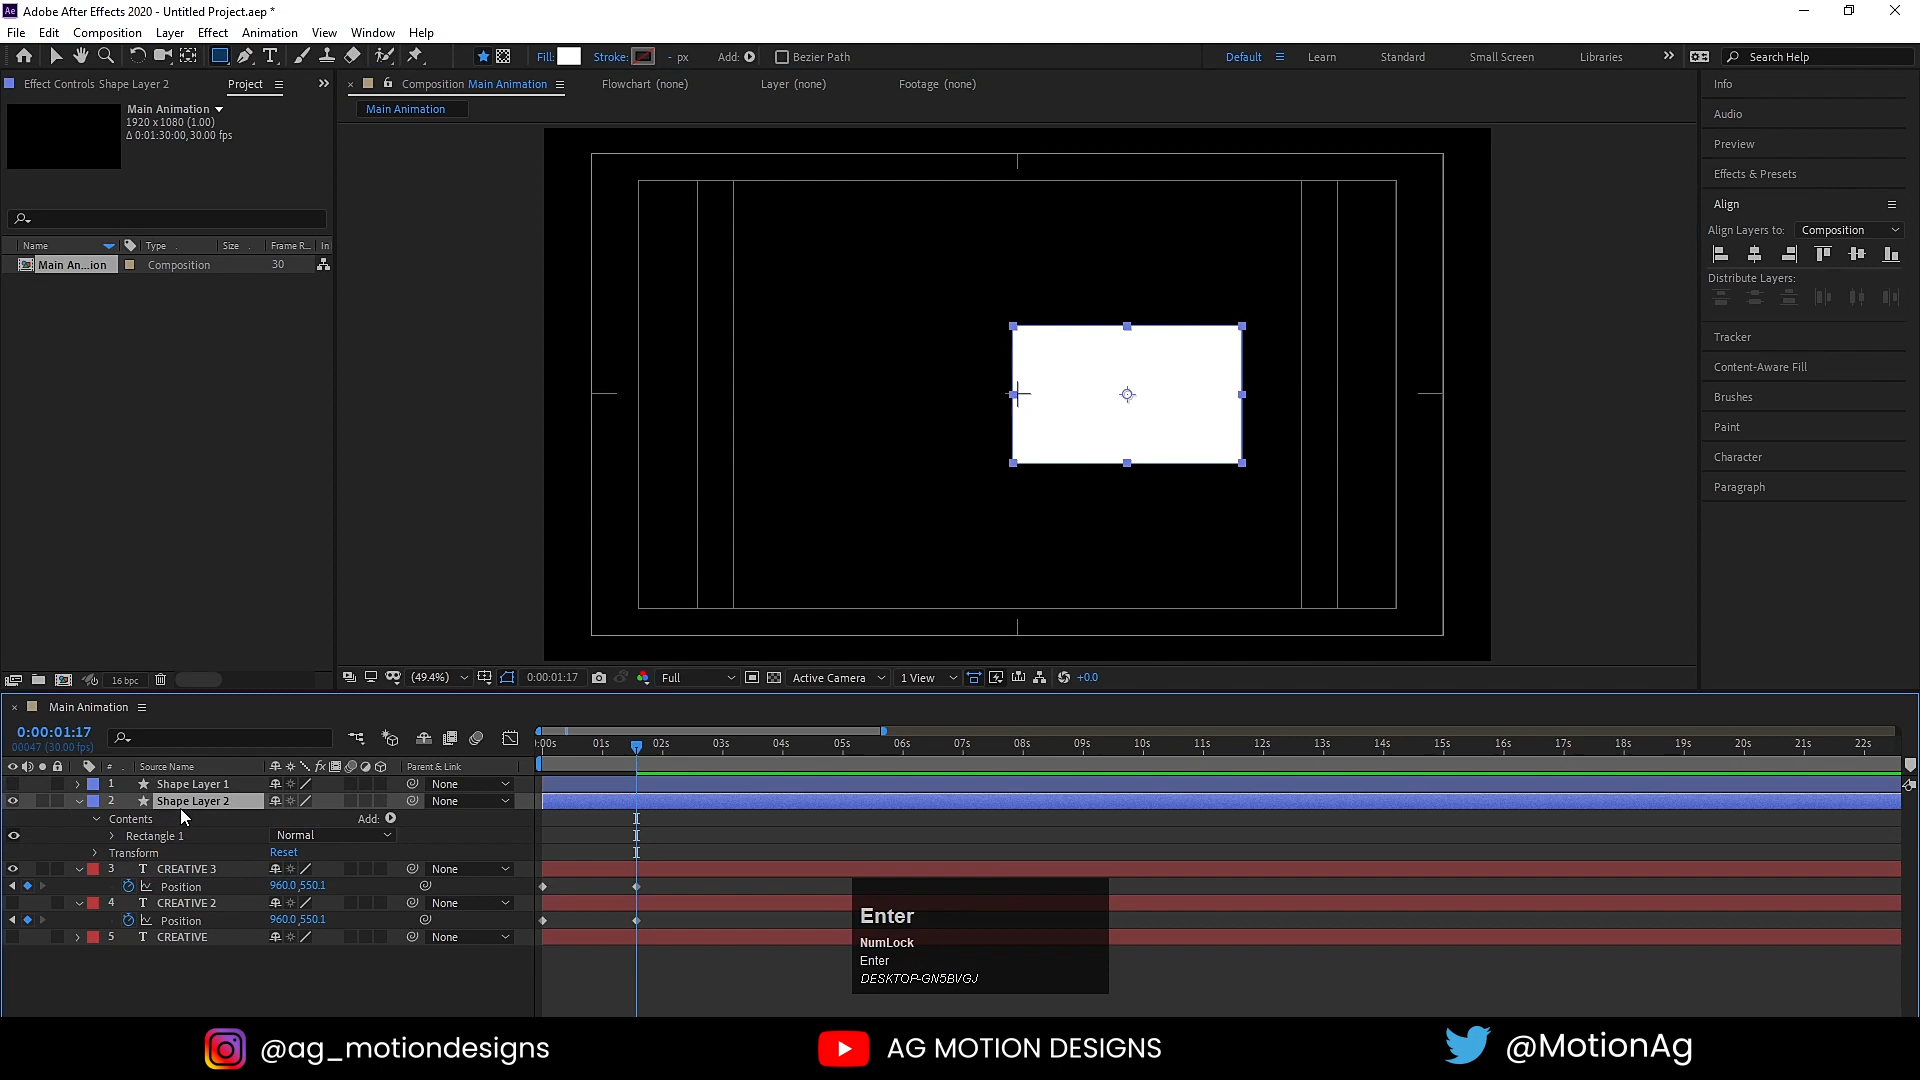 Ae Adobe After Effects 2020 - Untitled Project.aep *
File Edit Composition Layer Effect Animation View Window Help
Fill: Stroke: - px Add: Bezier Path Default Learn Standard Small Screen Libraries Search Help
Effect Controls Shape Layer 2 Project
Composition Main Animation Flowchart (none) Layer (none) Footage (none)
Main Animation
Main Animation
1920 x 1080 (1.00)
Δ 0:01:30:00, 30.00 fps
Name Type Size Frame R... In
Main An...ion Composition 30
Info
Audio
Preview
Effects & Presets
Align
Align Layers to: Composition
Distribute Layers:
Tracker
Content-Aware Fill
Brushes
Paint
Character
Paragraph
16 bpc
(49.4%) 0:00:01:17 Full Active Camera 1 View +0.0
Main Animation
0:00:01:17
00047 (30.00 fps)
):00s 01s 02s 03s 04s 05s 06s 07s 08s 09s 10s 11s 12s 13s 14s 15s 16s 17s 18s 19s 20s 21s 22s
# Source Name fx Parent & Link
1 Shape Layer 1 None
2 Shape Layer 2 None
Contents Add:
Rectangle 1 Normal
Transform Reset
3 T CREATIVE 3 None
Position 960.0,550.1
4 T CREATIVE 2 None
Position 960.0,550.1
5 T CREATIVE None
Enter
NumLock
Enter
DESKTOP-GN5BVGJ
@ag_motiondesigns AG MOTION DESIGNS @MotionAg